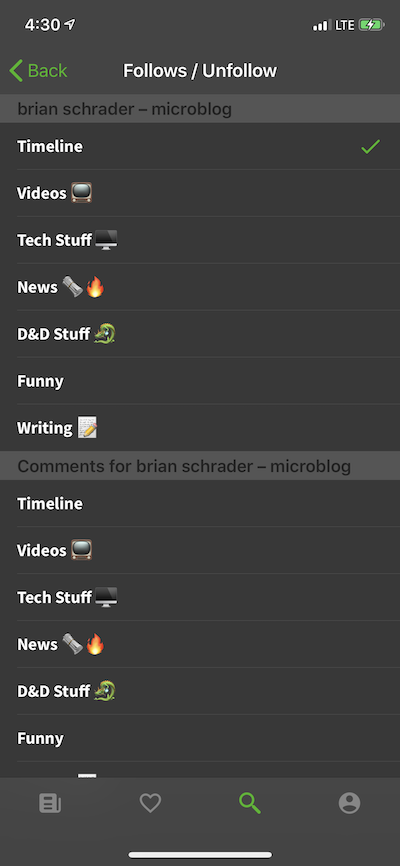 4:30 LTE
Back Follows / Unfollow
brian schrader – microblog
Timeline
Videos 📺
Tech Stuff 🖥️
News 🗞️🔥
D&D Stuff 🐉
Funny
Writing 📝
Comments for brian schrader – microblog
Timeline
Videos 📺
Tech Stuff 🖥️
News 🗞️🔥
D&D Stuff 🐉
Funny